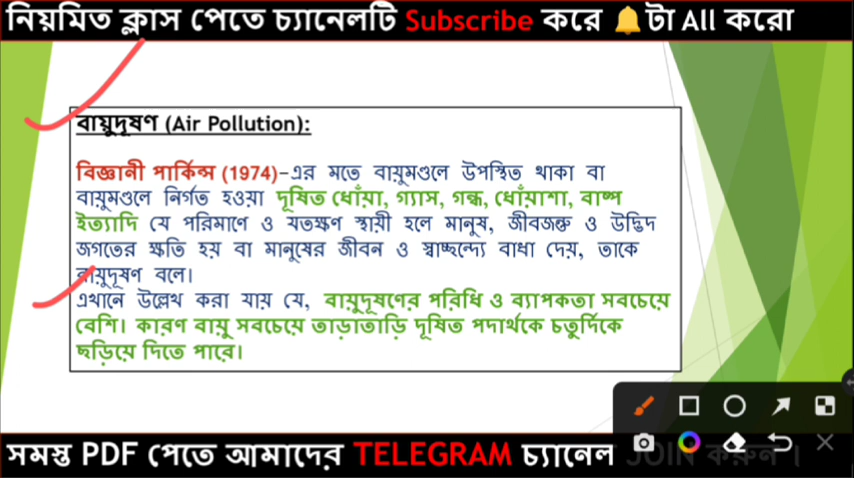 নিয়মিত ক্লাস পেতে চ্যানেলটি Subscribe করে 🔔টা All করো
বায়ুদূষণ (Air Pollution):
বিজ্ঞানী পার্কিন্স (1974)-এর মতে বায়ুমণ্ডলে উপস্থিত থাকা বা
বায়ুমণ্ডলে নির্গত হওয়া দূষিত ধোঁয়া, গ্যাস, গন্ধ, ধোঁয়াশা, বাষ্প
ইত্যাদি যে পরিমাণে ও যতক্ষণ স্থায়ী হলে মানুষ, জীবজন্তু ও উদ্ভিদ
জগতের ক্ষতি হয় বা মানুষের জীবন ও স্বাচ্ছন্দ্যে বাধা দেয়, তাকে
বায়ুদূষণ বলে।
এখানে উল্লেখ করা যায় যে, বায়ুদূষণের পরিধি ও ব্যাপকতা সবচেয়ে
বেশি। কারণ বায়ু সবচেয়ে তাড়াতাড়ি দূষিত পদার্থকে চতুর্দিকে
ছড়িয়ে দিতে পারে।
সমস্ত PDF পেতে আমাদের TELEGRAM চ্যানেল JOIN করুন ।